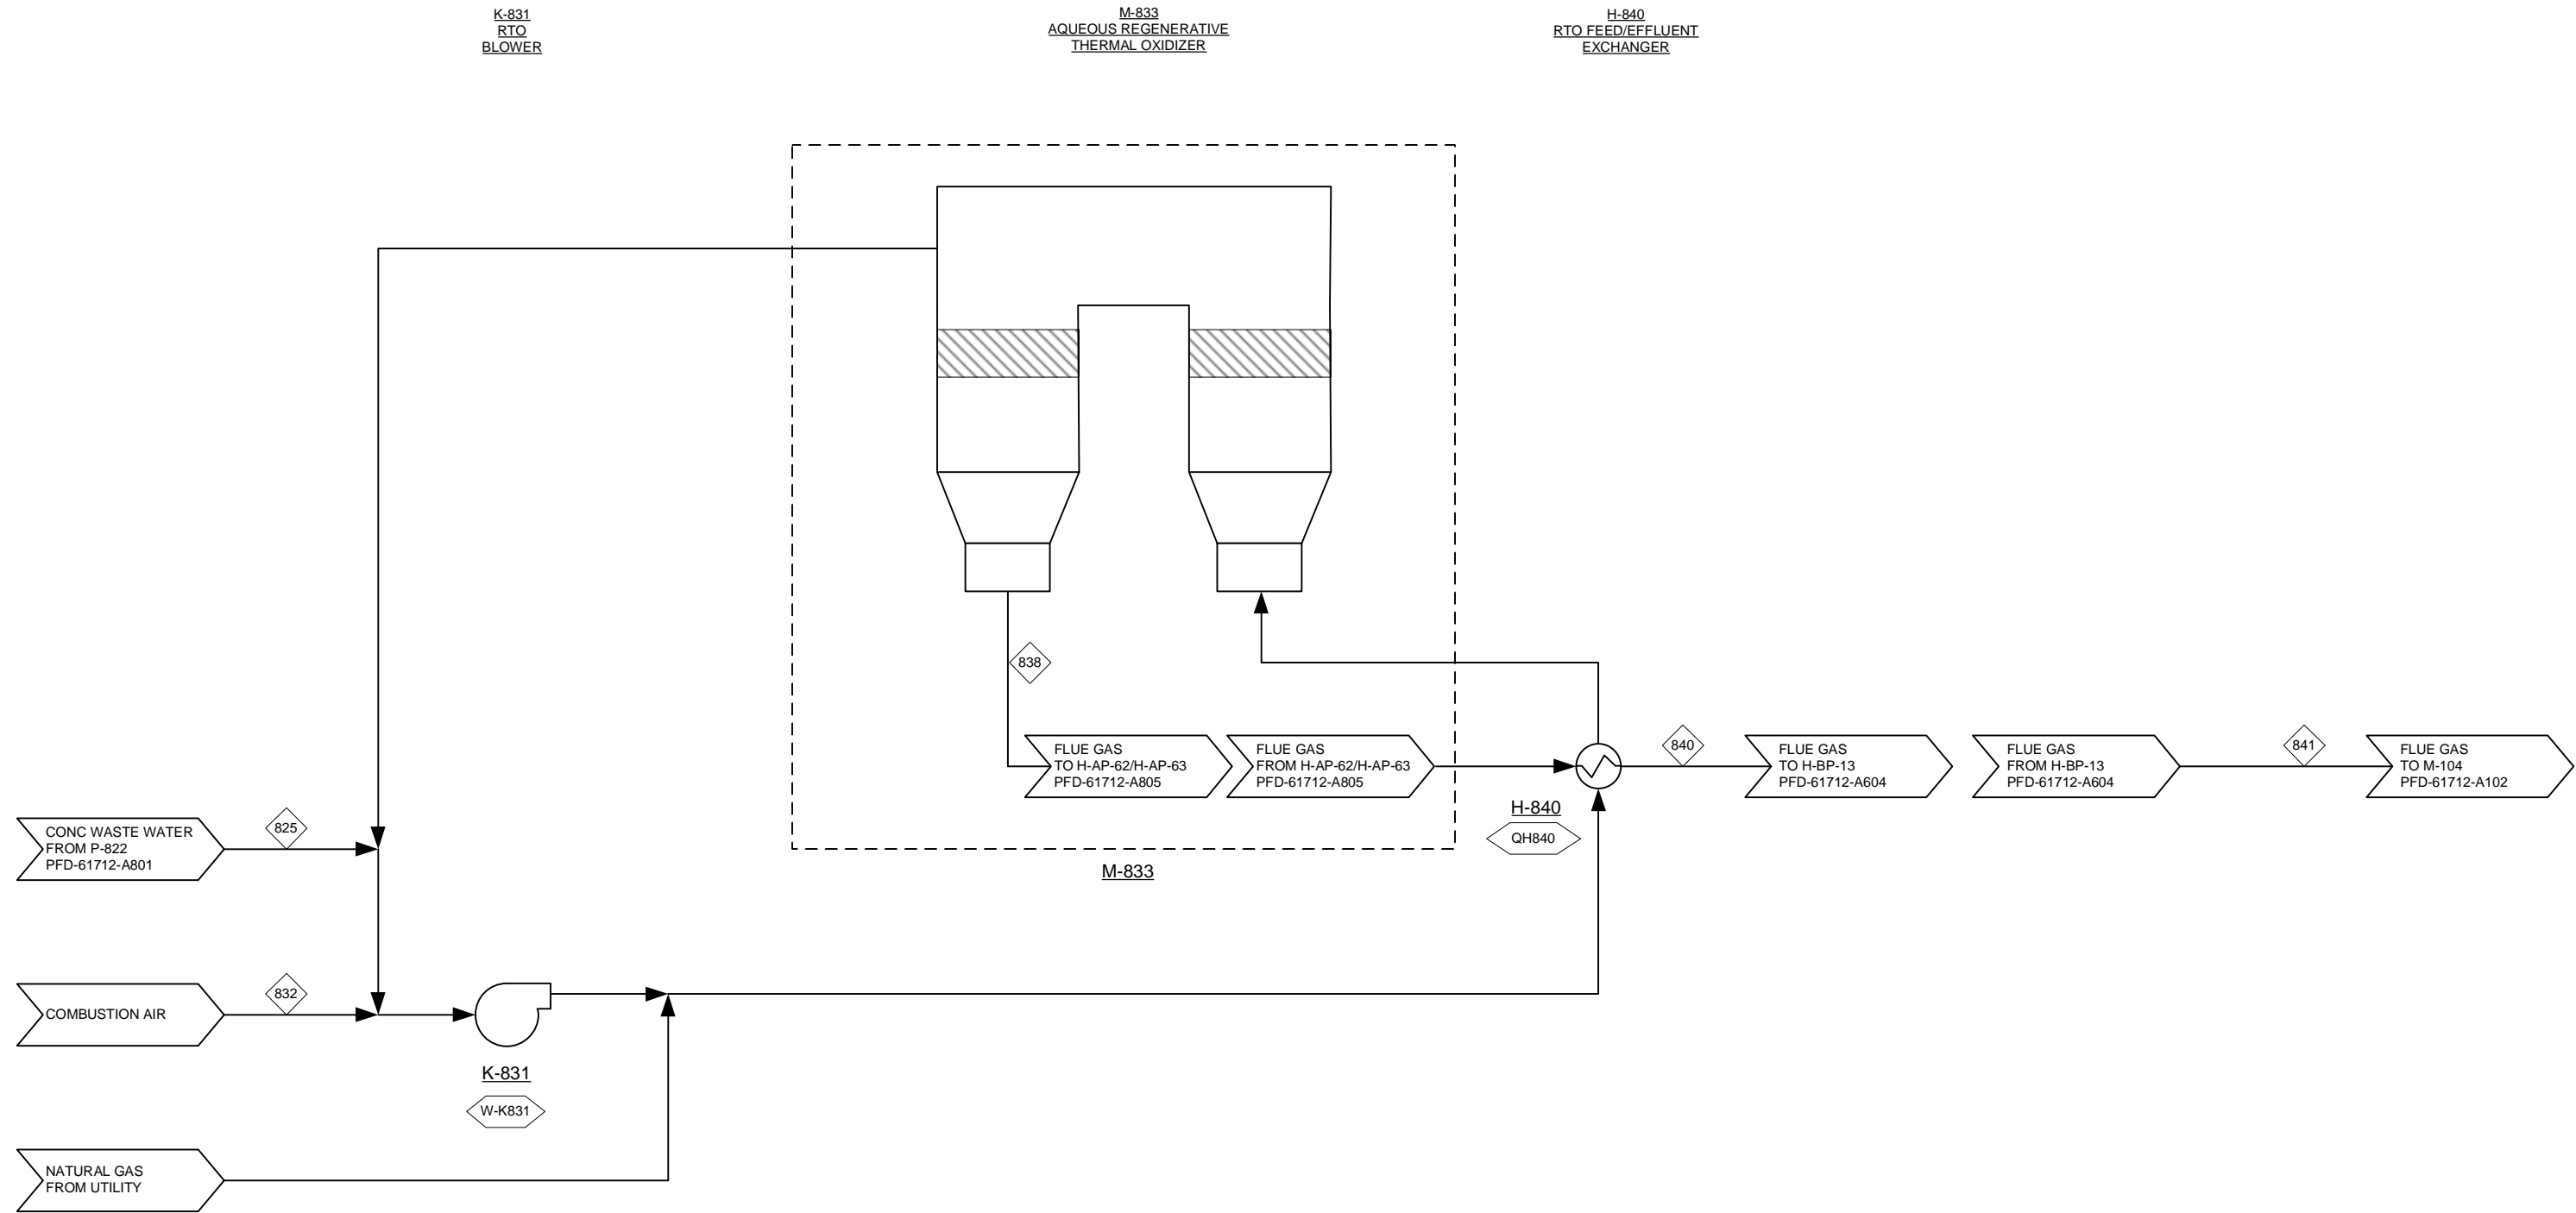 K-831
RTO
BLOWER
M-833
AQUEOUS REGENERATIVE
THERMAL OXIDIZER
H-840
RTO FEED/EFFLUENT
EXCHANGER
838
FLUE GAS
TO H-AP-62/H-AP-63
PFD-61712-A805
FLUE GAS
FROM H-AP-62/H-AP-63
PFD-61712-A805
840
FLUE GAS
TO H-BP-13
PFD-61712-A604
FLUE GAS
FROM H-BP-13
PFD-61712-A604
841
FLUE GAS
TO M-104
PFD-61712-A102
H-840
QH840
CONC WASTE WATER
FROM P-822
PFD-61712-A801
825
M-833
COMBUSTION AIR
832
K-831
W-K831
NATURAL GAS
FROM UTILITY